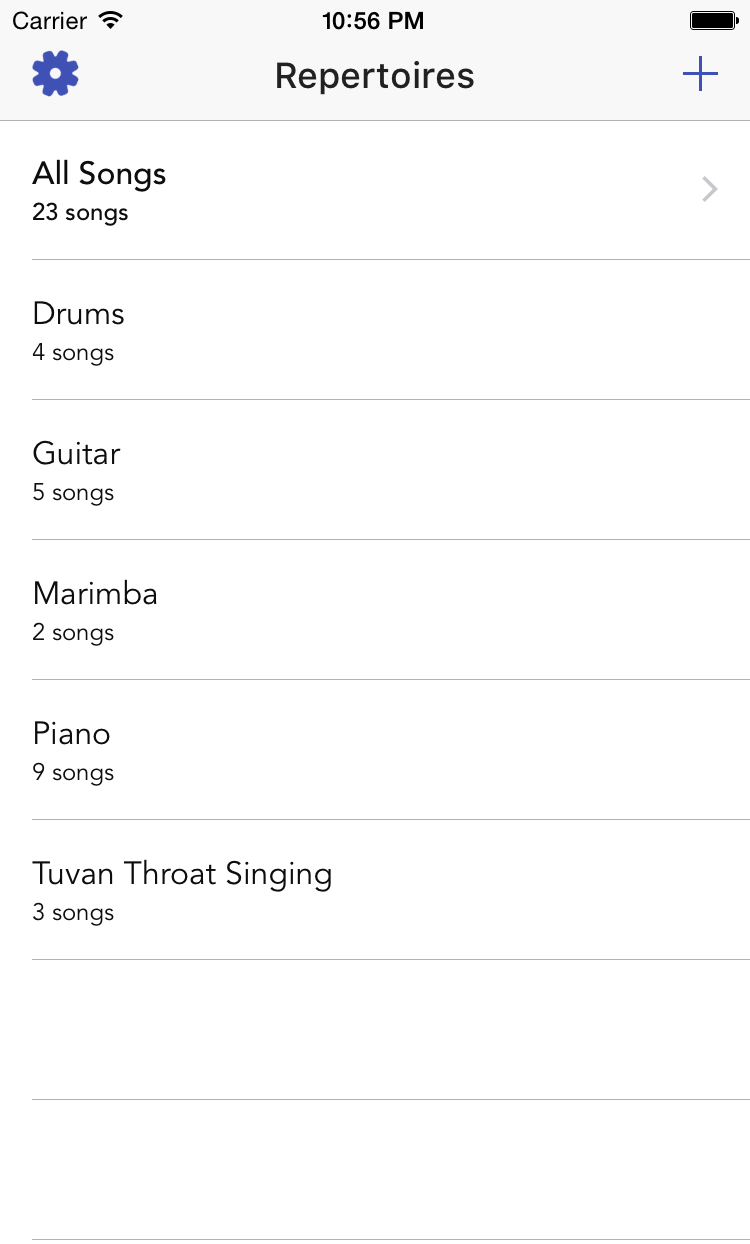 Carrier 10:56 PM
Repertoires
All Songs
23 songs
Drums
4 songs
Guitar
5 songs
Marimba
2 songs
Piano
9 songs
Tuvan Throat Singing
3 songs